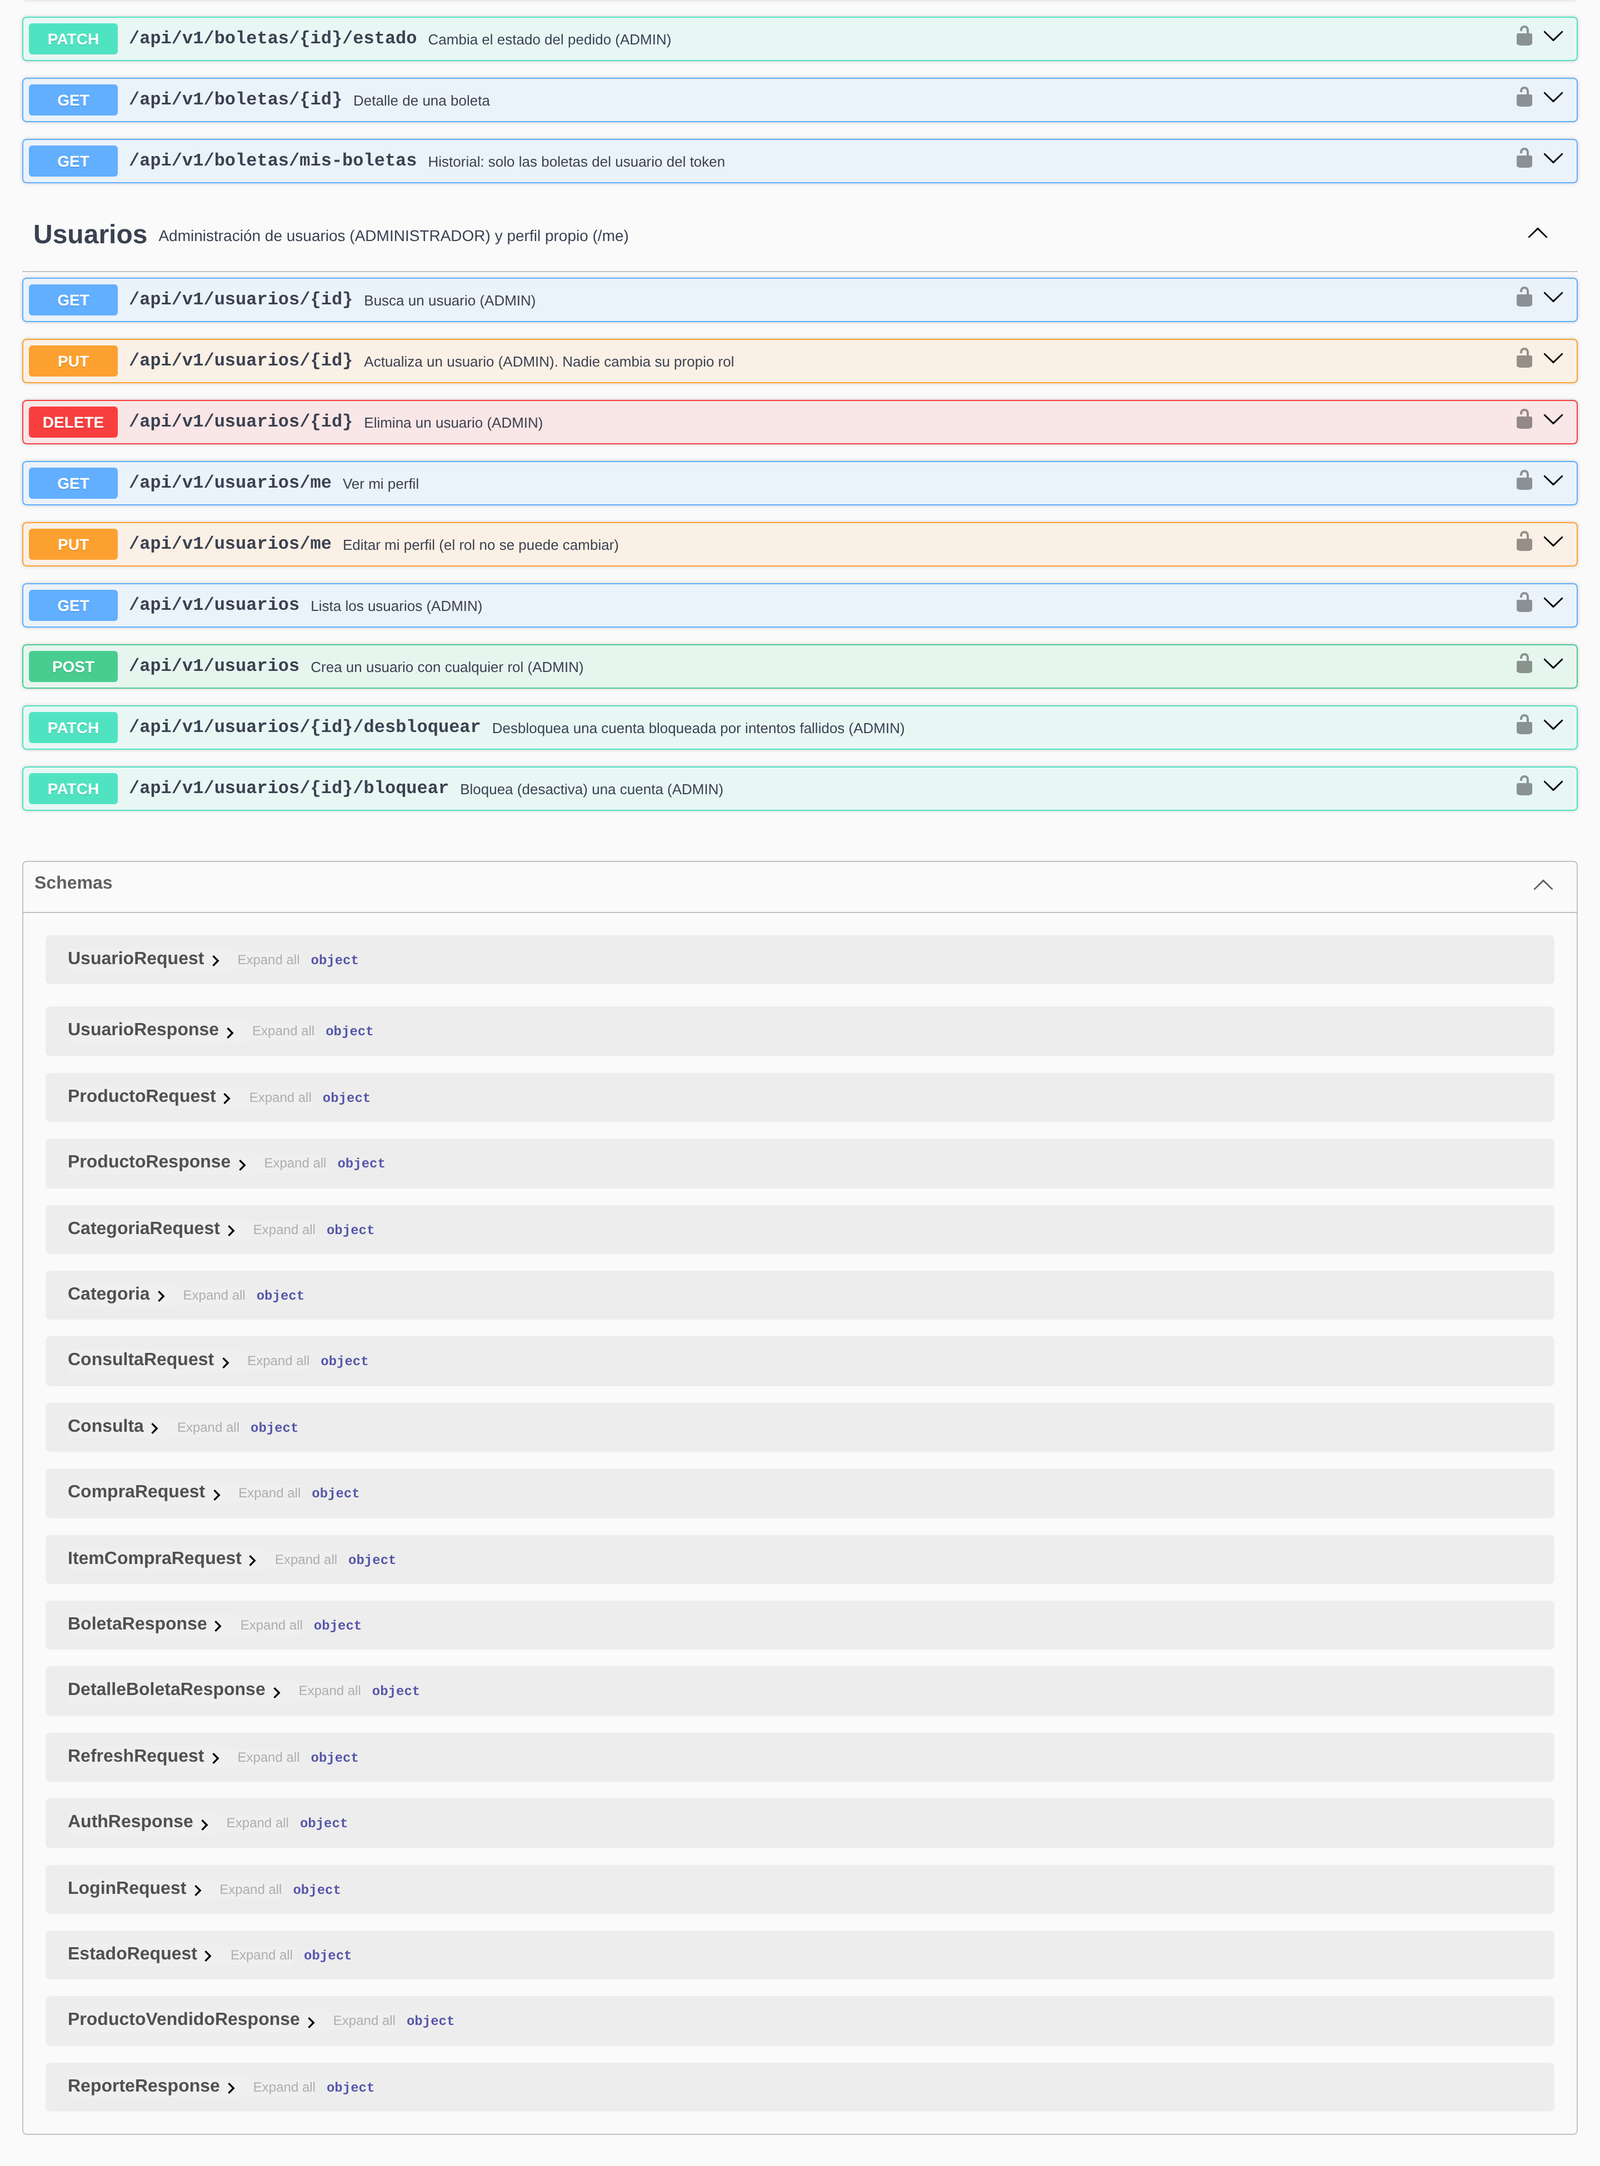 PATCH /api/v1/boletas/{id}/estado Cambia el estado del pedido (ADMIN)
GET /api/v1/boletas/{id} Detalle de una boleta
GET /api/v1/boletas/mis-boletas Historial: solo las boletas del usuario del token
Usuarios Administración de usuarios (ADMINISTRADOR) y perfil propio (/me)
GET /api/v1/usuarios/{id} Busca un usuario (ADMIN)
PUT /api/v1/usuarios/{id} Actualiza un usuario (ADMIN). Nadie cambia su propio rol
DELETE /api/v1/usuarios/{id} Elimina un usuario (ADMIN)
GET /api/v1/usuarios/me Ver mi perfil
PUT /api/v1/usuarios/me Editar mi perfil (el rol no se puede cambiar)
GET /api/v1/usuarios Lista los usuarios (ADMIN)
POST /api/v1/usuarios Crea un usuario con cualquier rol (ADMIN)
PATCH /api/v1/usuarios/{id}/desbloquear Desbloquea una cuenta bloqueada por intentos fallidos (ADMIN)
PATCH /api/v1/usuarios/{id}/bloquear Bloquea (desactiva) una cuenta (ADMIN)
Schemas
UsuarioRequest Expand all object
UsuarioResponse Expand all object
ProductoRequest Expand all object
ProductoResponse Expand all object
CategoriaRequest Expand all object
Categoria Expand all object
ConsultaRequest Expand all object
Consulta Expand all object
CompraRequest Expand all object
ItemCompraRequest Expand all object
BoletaResponse Expand all object
DetalleBoletaResponse Expand all object
RefreshRequest Expand all object
AuthResponse Expand all object
LoginRequest Expand all object
EstadoRequest Expand all object
ProductoVendidoResponse Expand all object
ReporteResponse Expand all object